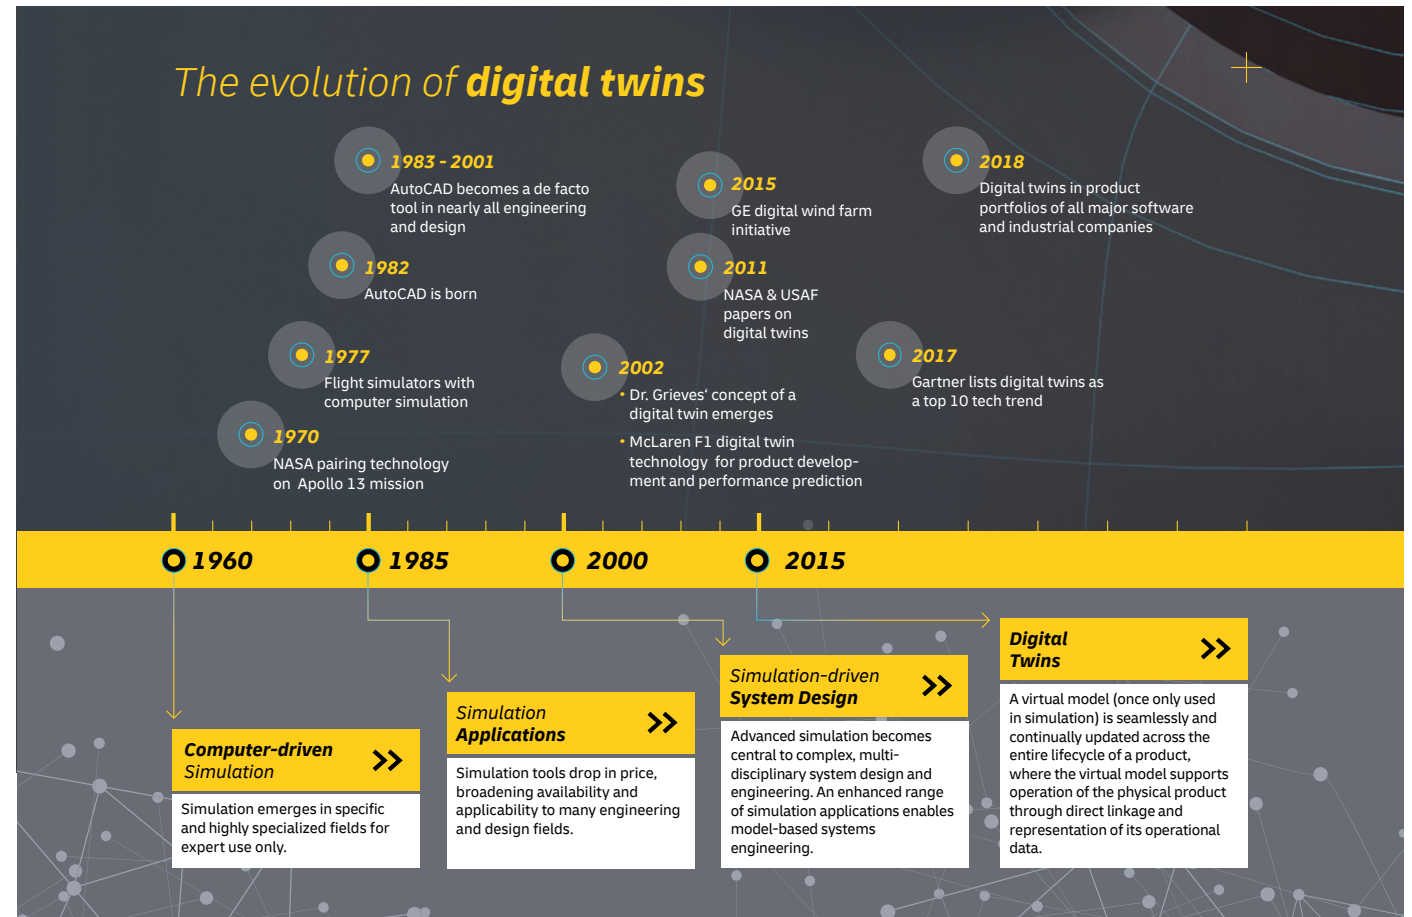 The evolution of digital twins
1983 - 2001
AutoCAD becomes a de facto
tool in nearly all engineering
and design
1982
AutoCAD is born
1977
Flight simulators with
computer simulation
1970
NASA pairing technology
on  Apollo 13 mission
2015
GE digital wind farm
initiative
2011
NASA & USAF
papers on
digital twins
2002
• Dr. Grieves‘ concept of a
digital twin emerges
• McLaren F1 digital twin
technology  for product develop-
ment and performance prediction
2018
Digital twins in product
portfolios of all major software
and industrial companies
2017
Gartner lists digital twins as
a top 10 tech trend
1960
1985
2000
2015
Computer-driven
Simulation
Simulation emerges in specific
and highly specialized fields for
expert use only.
Simulation
Applications
Simulation tools drop in price,
broadening availability and
applicability to many engineering
and design fields.
Simulation-driven
System Design
Advanced simulation becomes
central to complex, multi-
disciplinary system design and
engineering. An enhanced range
of simulation applications enables
model-based systems
engineering.
Digital
Twins
A virtual model (once only used
in simulation) is seamlessly and
continually updated across the
entire lifecycle of a product,
where the virtual model supports
operation of the physical product
through direct linkage and
representation of its operational
data.